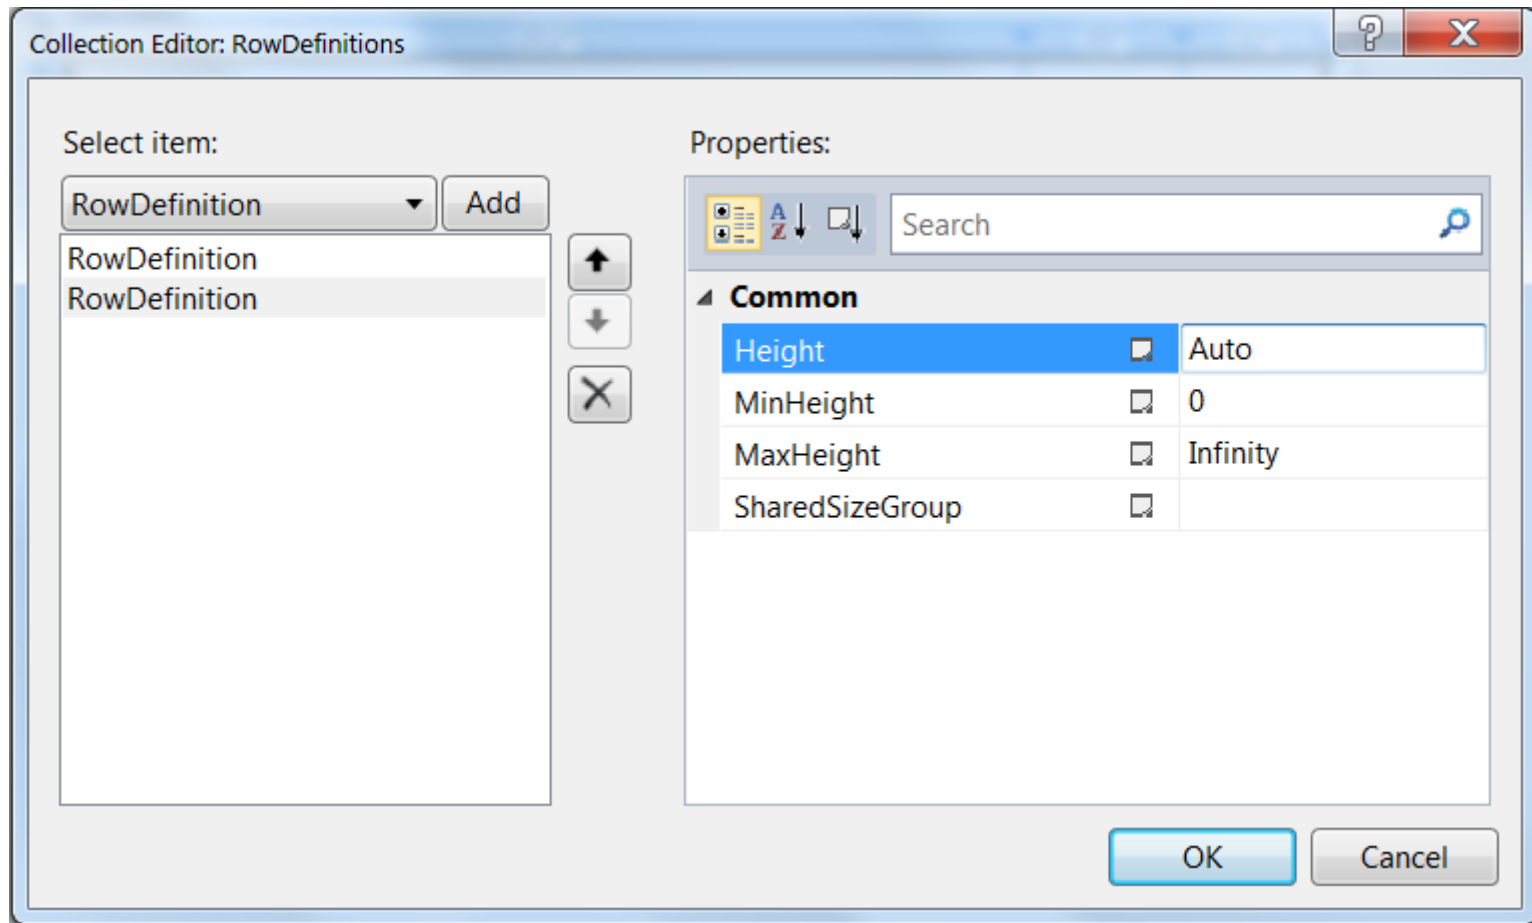 Collection Editor: RowDefinitions
Select item:
RowDefinition
Add
RowDefinition
RowDefinition
Properties:
Search
Common
Height Auto
MinHeight 0
MaxHeight Infinity
SharedSizeGroup
OK Cancel